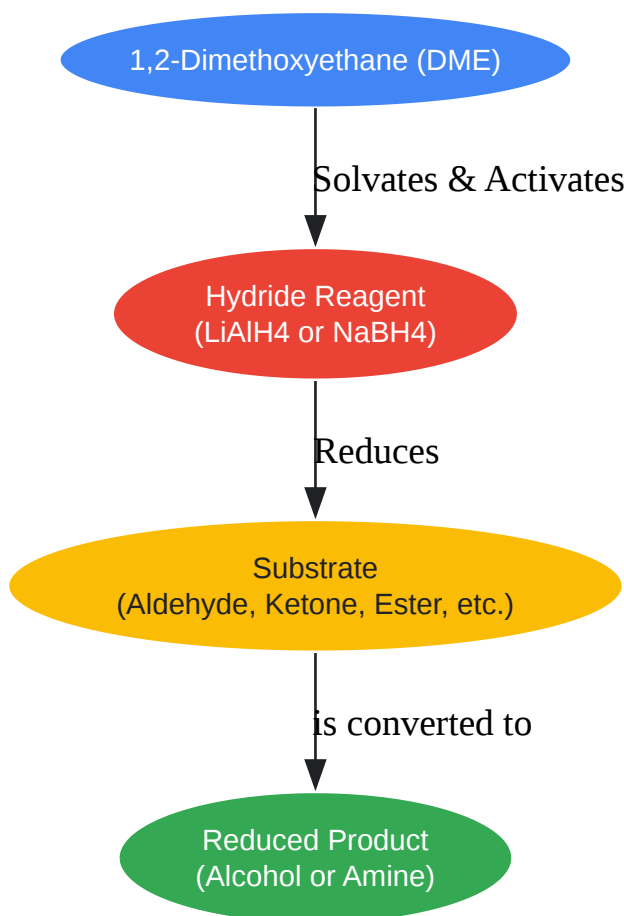 1,2-Dimethoxyethane (DME)
Solvates & Activates
Hydride Reagent
(LiAlH4 or NaBH4)
Reduces
Substrate
(Aldehyde, Ketone, Ester, etc.)
is converted to
Reduced Product
(Alcohol or Amine)